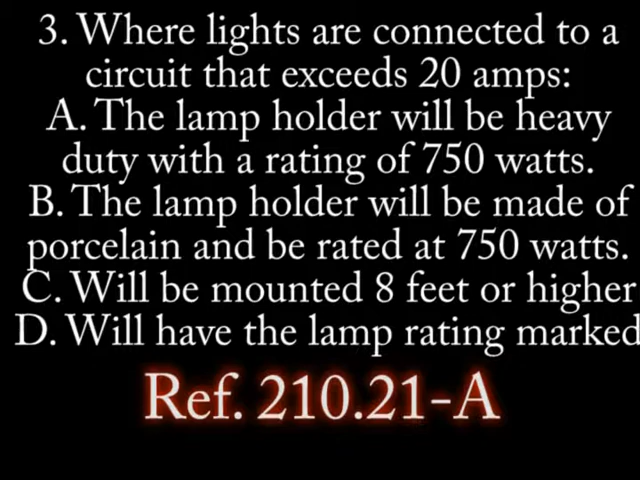 3. Where lights are connected to a
circuit that exceeds 20 amps:
A. The lamp holder will be heavy
duty with a rating of 750 watts.
B. The lamp holder will be made of
porcelain and be rated at 750 watts.
C. Will be mounted 8 feet or higher
D. Will have the lamp rating marked
Ref. 210.21-A